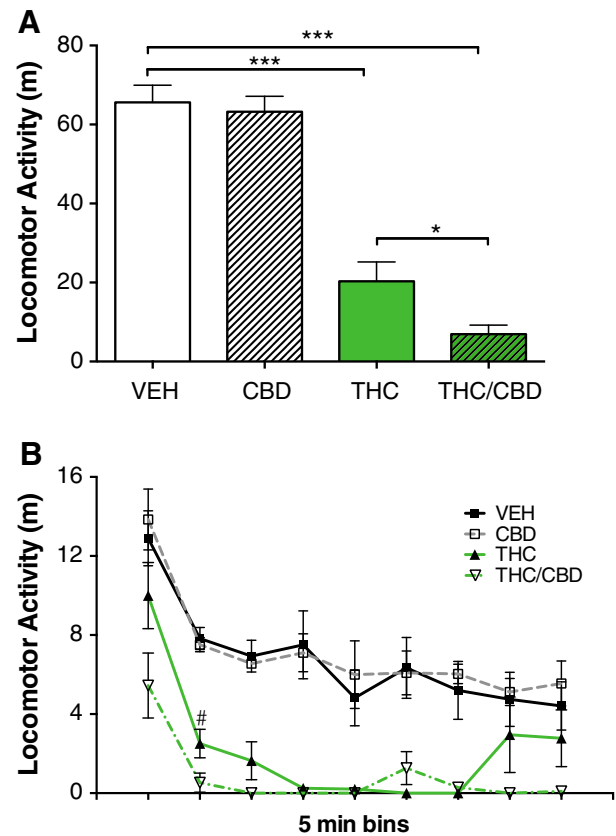 A
Locomotor Activity (m)
80
60
40
20
0
***
***
*
VEH CBD THC THC/CBD
B
Locomotor Activity (m)
16
12
8
4
0
#
VEH
CBD
THC
THC/CBD
5 min bins